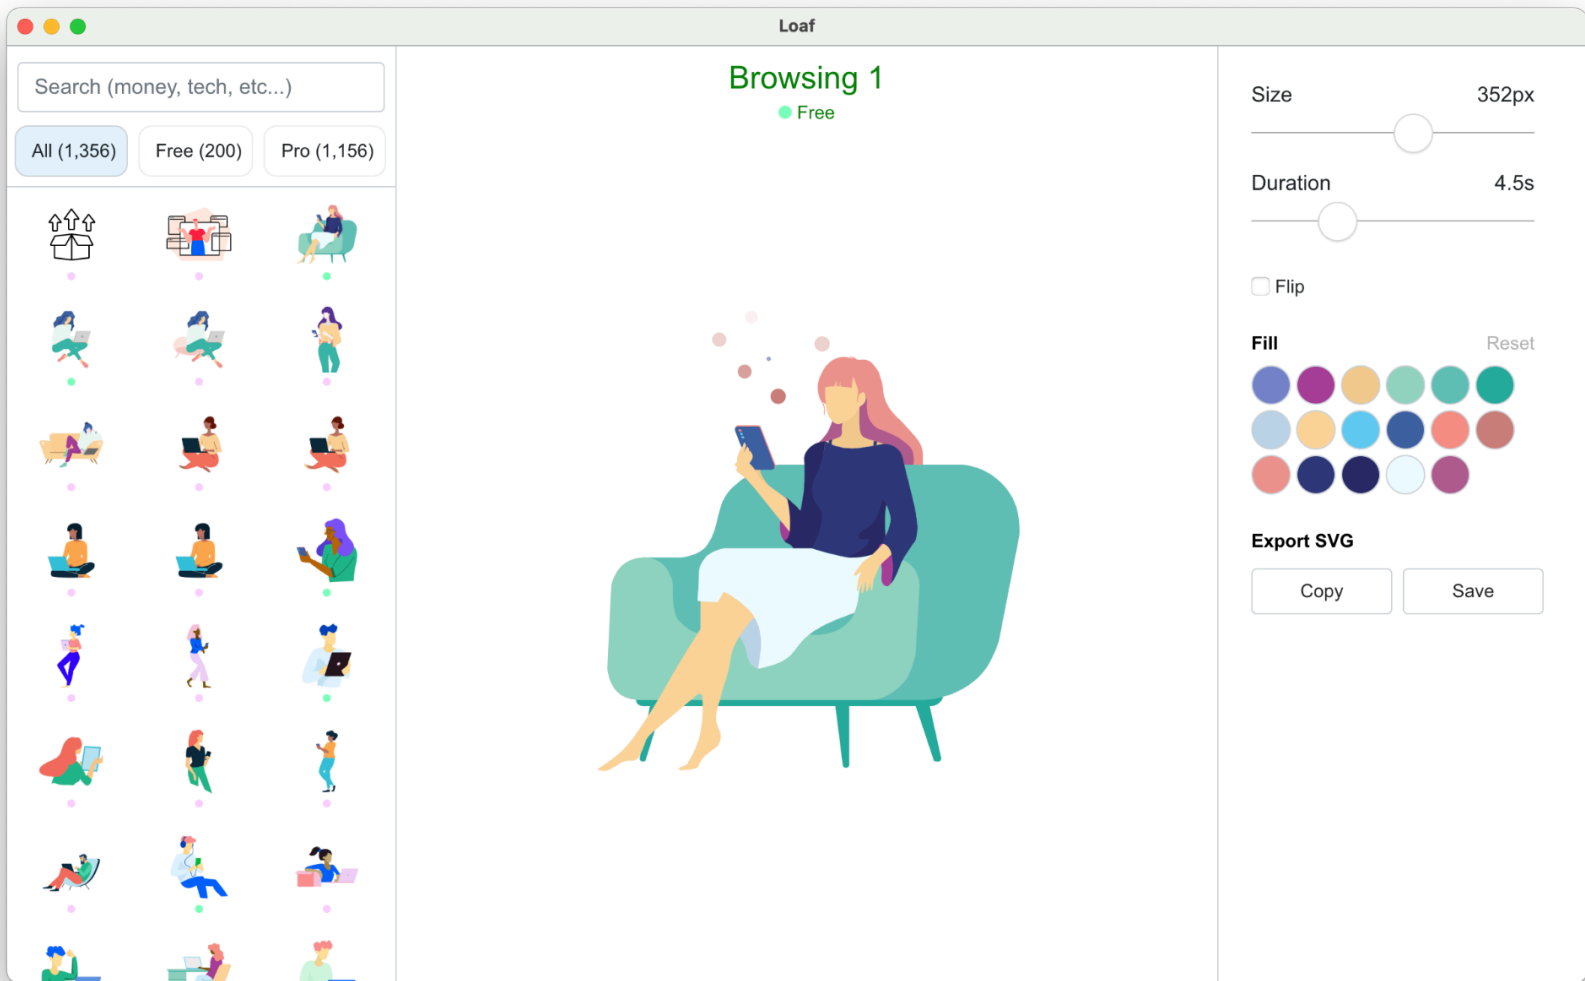 Loaf
Search (money, tech, etc...)
All (1,356)
Free (200)
Pro (1,156)
Browsing 1
Free
Size
352px
Duration
4.5s
Flip
Fill
Reset
Export SVG
Copy
Save